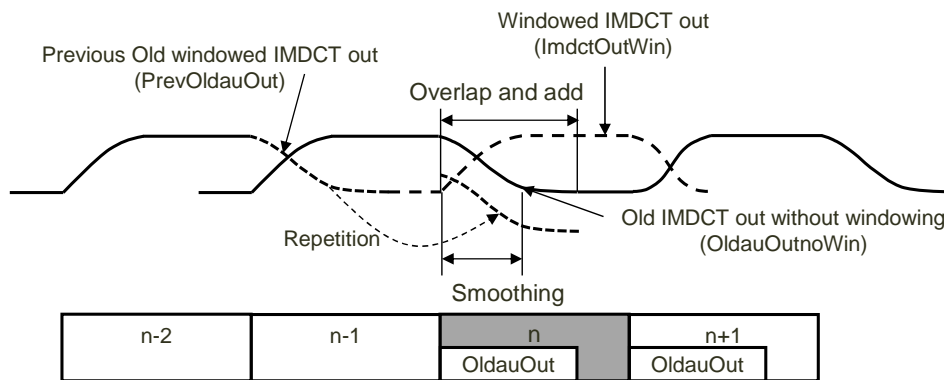 Windowed IMDCT out
(ImdctOutWin)
Previous Old windowed IMDCT out
(PrevOldauOut)
Overlap and add
Repetition
Old IMDCT out without windowing
(OldauOutnoWin)
Smoothing
n-2
n-1
n
n+1
OldauOut
OldauOut